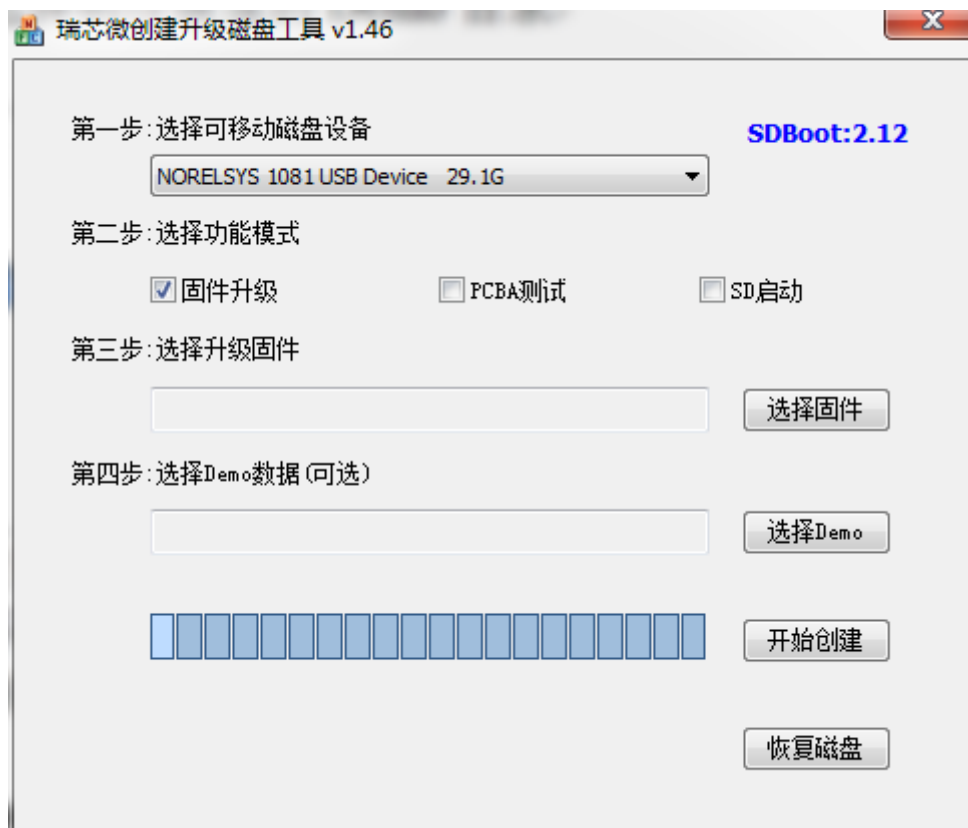 瑞芯微创建升级磁盘工具 v1.46
第一步:选择可移动磁盘设备
SDBoot:2.12
NORELSYS 1081 USB Device 29.1G
第二步:选择功能模式
固件升级 PCBA测试 SD启动
第三步:选择升级固件
选择固件
第四步:选择Demo数据(可选)
选择Demo
开始创建
恢复磁盘